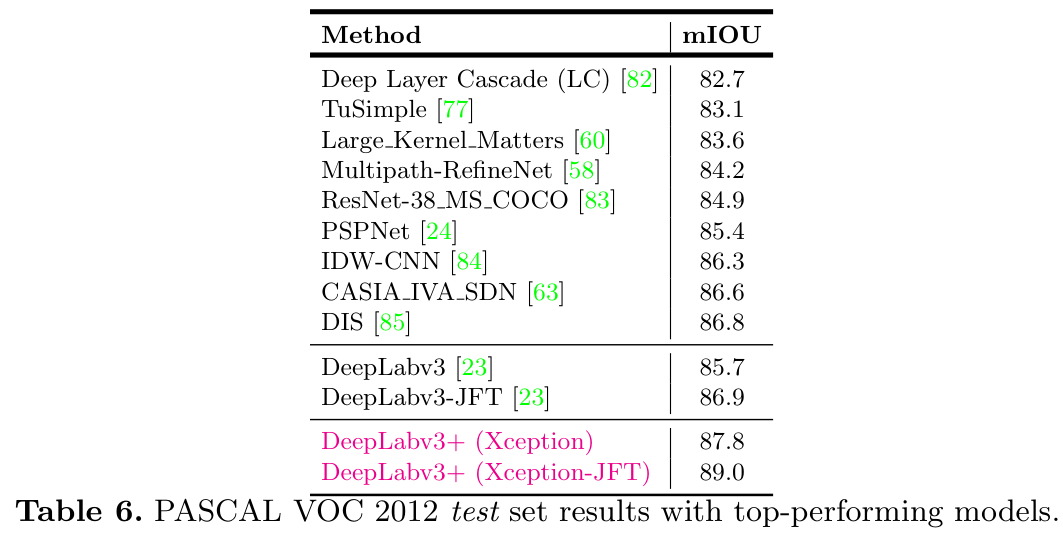 Method mIOU
Deep Layer Cascade (LC) [82] 82.7
TuSimple [77] 83.1
Large_Kernel_Matters [60] 83.6
Multipath-RefineNet [58] 84.2
ResNet-38_MS_COCO [83] 84.9
PSPNet [24] 85.4
IDW-CNN [84] 86.3
CASIA_IVA_SDN [63] 86.6
DIS [85] 86.8
DeepLabv3 [23] 85.7
DeepLabv3-JFT [23] 86.9
DeepLabv3+ (Xception) 87.8
DeepLabv3+ (Xception-JFT) 89.0
Table 6. PASCAL VOC 2012 test set results with top-performing models.